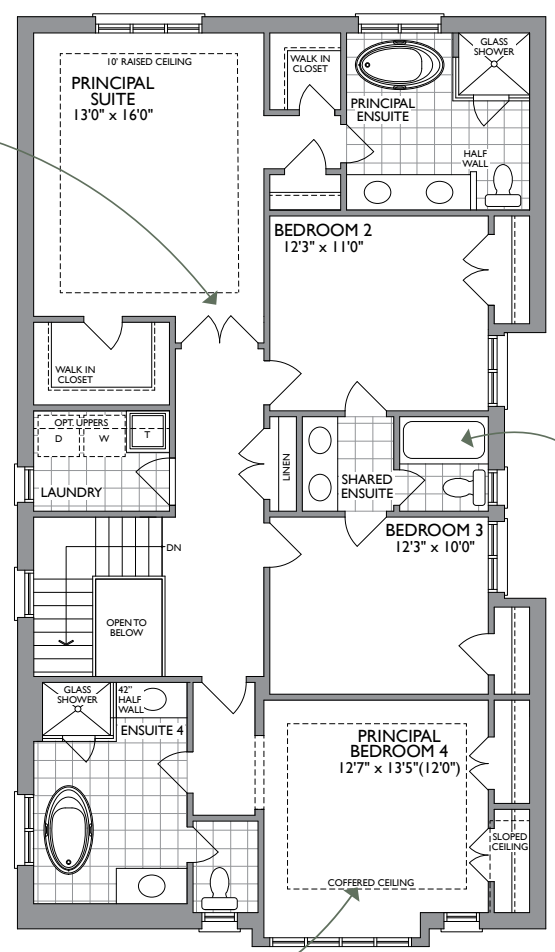 10' RAISED CEILING
PRINCIPAL
SUITE
13'0" x 16'0"
WALK IN
CLOSET
PRINCIPAL
ENSUITE
GLASS
SHOWER
HALF
WALL
BEDROOM 2
12'3" x 11'0"
WALK IN
CLOSET
OPT. UPPERS
D
W
T
LAUNDRY
LINEN
SHARED
ENSUITE
BEDROOM 3
12'3" x 10'0"
DN
OPEN TO
BELOW
GLASS
SHOWER
42"
HALF
WALL
ENSUITE 4
PRINCIPAL
BEDROOM 4
12'7" x 13'5"(12'0")
SLOPED
CEILING
COFFERED CEILING